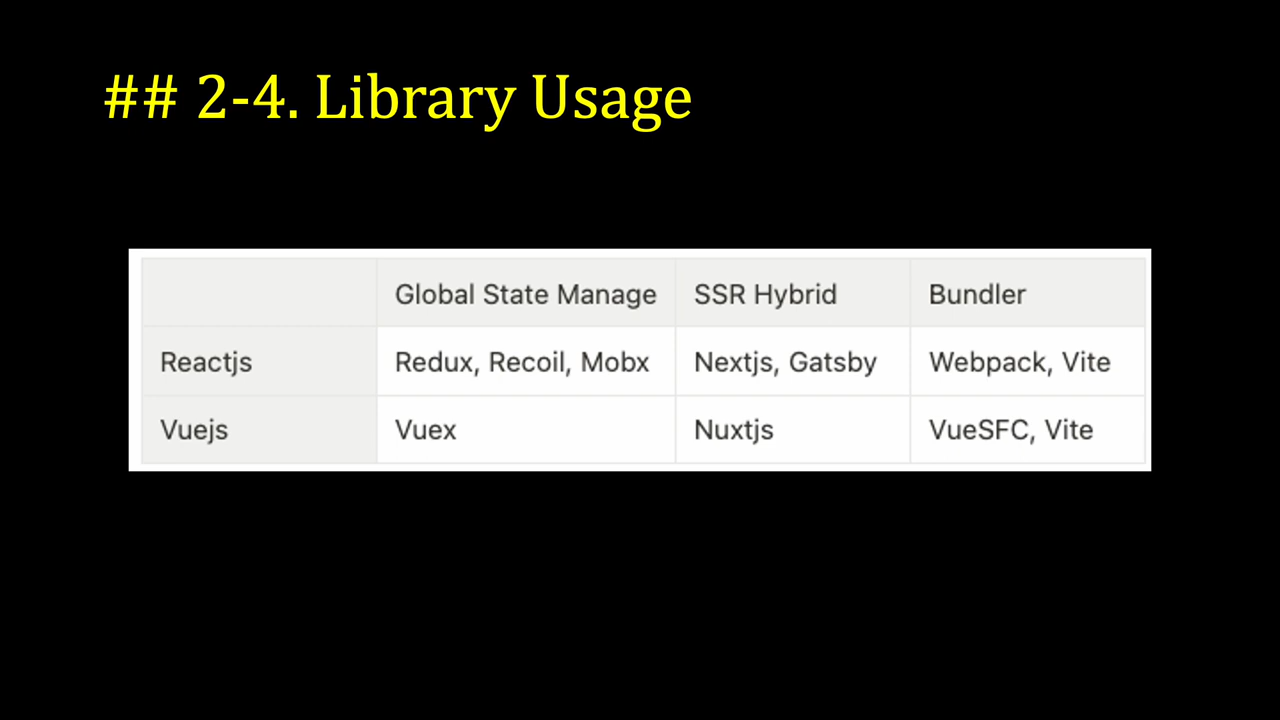 ## 2-4. Library Usage
Global State Manage SSR Hybrid Bundler
Reactjs Redux, Recoil, Mobx Nextjs, Gatsby Webpack, Vite
Vuejs Vuex Nuxtjs VueSFC, Vite